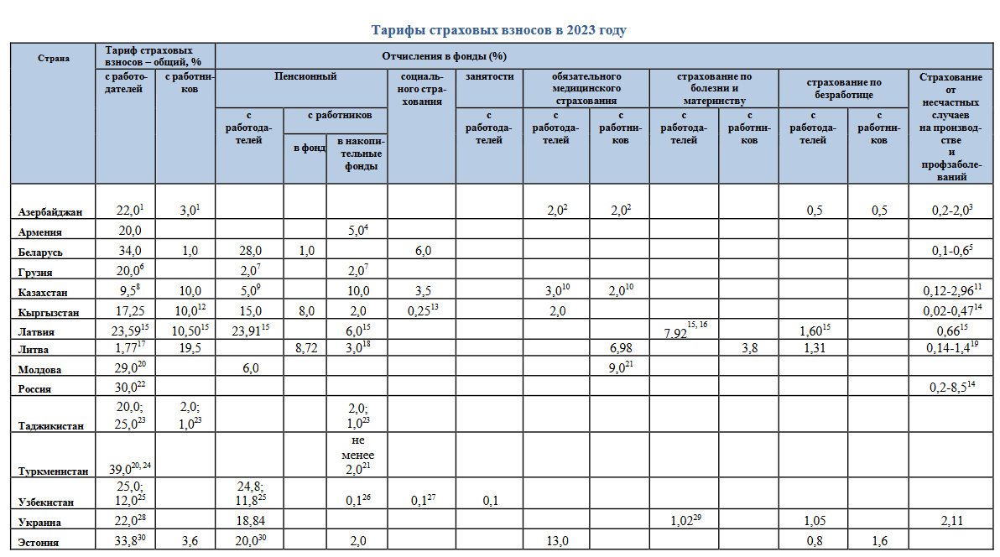 Тарифы страховых взносов в 2023 году
Страна
Тариф страховых
взносов – общий, %
Отчисления в фонды (%)
с работо-
дателей
с работни-
ков
Пенсионный
социаль-
ного стра-
хования
занятости
обязательного
медицинского
страхования
страхование по
болезни и
материнству
страхование по
безработице
Страхование
от
несчастных
случаев
на производ-
стве
и
профзаболе-
ваний
с
работода-
телей
с работников
с
работода-
телей
с
работода-
телей
с
работни-
ков
с
работода-
телей
с
работни-
ков
с
работода-
телей
с
работни-
ков
в фонд
в накопи-
тельные
фонды
Азербайджан 22,0¹ 3,0¹ 2,0² 2,0² 0,5 0,5 0,2-2,0³
Армения 20,0 5,0⁴
Беларусь 34,0 1,0 28,0 1,0 6,0 0,1-0,6⁵
Грузия 20,0⁶ 2,0⁷ 2,0⁷
Казахстан 9,5⁸ 10,0 5,0⁹ 10,0 3,5 3,0¹⁰ 2,0¹⁰ 0,12-2,96¹¹
Кыргызстан 17,25 10,0¹² 15,0 8,0 2,0 0,25¹³ 2,0 0,02-0,47¹⁴
Латвия 23,59¹⁵ 10,50¹⁵ 23,91¹⁵ 6,0¹⁵ 7,92¹⁵, ¹⁶ 1,60¹⁵ 0,66¹⁵
Литва 1,77¹⁷ 19,5 8,72 3,0¹⁸ 6,98 3,8 1,31 0,14-1,4¹⁹
Молдова 29,0²⁰ 6,0 9,0²¹
Россия 30,0²² 0,2-8,5¹⁴
20,0; 2,0; 2,0;
Таджикистан 25,0²³ 1,0²³ 1,0²³
не
менее
Туркменистан 39,0²⁰, ²⁴ 2,0²¹
25,0; 24,8;
Узбекистан 12,0²⁵ 11,8²⁵ 0,1²⁶ 0,1²⁷ 0,1
Украина 22,0²⁸ 18,84 1,02²⁹ 1,05 2,11
Эстония 33,8³⁰ 3,6 20,0³⁰ 2,0 13,0 0,8 1,6